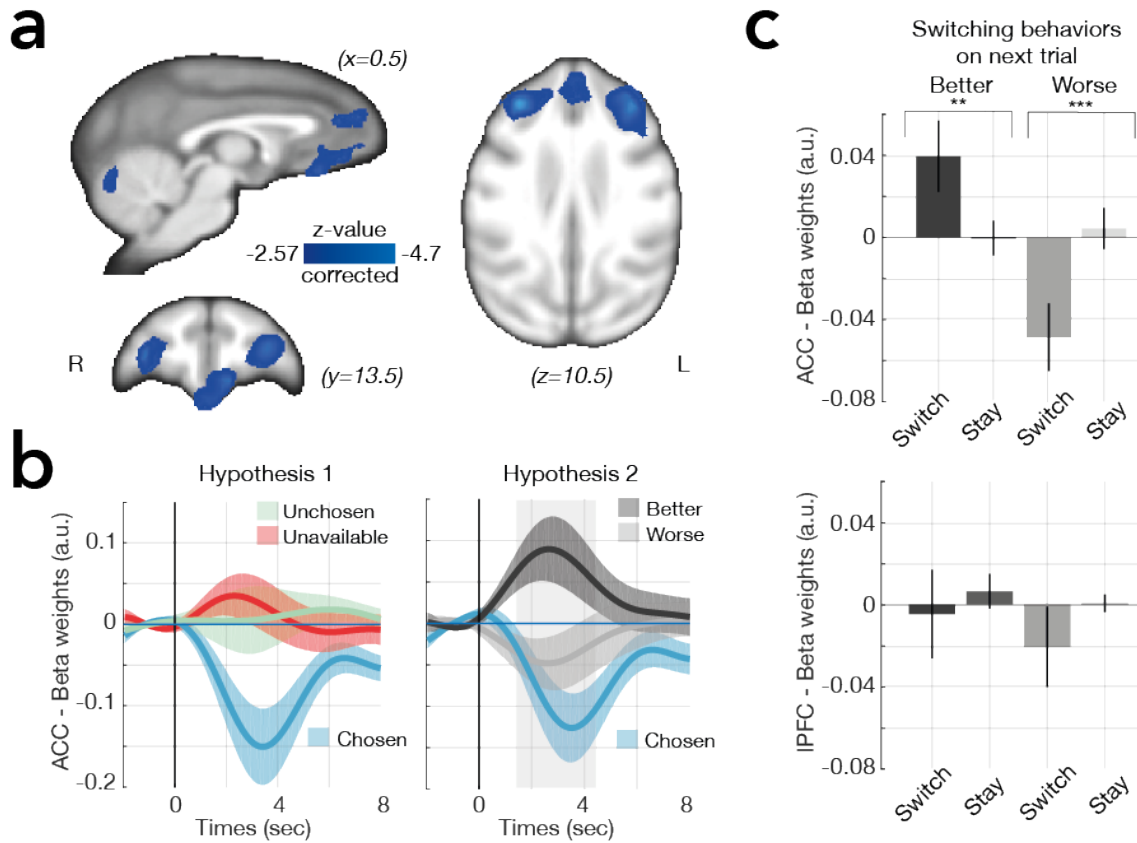 a
(x=0.5)
z-value
-2.57
-4.7
corrected
R
(y=13.5)
(z=10.5)
L
b
Hypothesis 1
ACC - Beta weights (a.u.)
Unchosen
Unavailable
Chosen
0.1
0
-0.1
-0.2
0
4
8
Times (sec)
Hypothesis 2
Better
Worse
Chosen
0
4
8
Times (sec)
c
Switching behaviors
on next trial
Better
Worse
**
***
ACC - Beta weights (a.u.)
0.04
0
-0.04
-0.08
Switch
Stay
Switch
Stay
lPFC - Beta weights (a.u.)
0.04
0
-0.04
-0.08
Switch
Stay
Switch
Stay